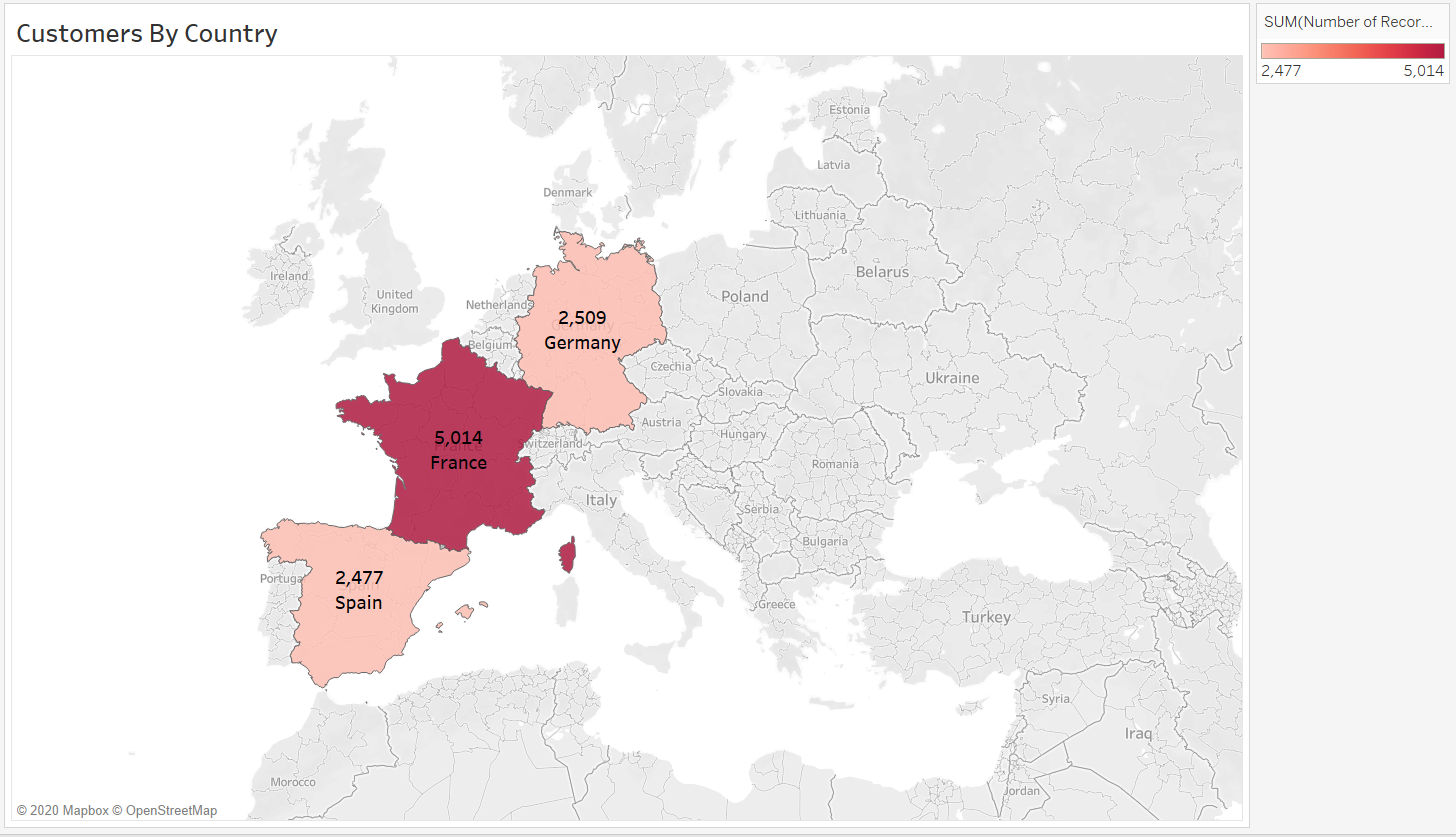 Customers By Country
SUM(Number of Recor...
2,477 5,014
Estonia
Latvia
Denmark
Lithuania
Ireland
Belarus
United
Kingdom
Poland
Netherlands
2,509
Germany
Belgium
Czechia
Ukraine
Slovakia
Austria
Hungary
5,014
France
witzerland
Romania
Italy
Serbia
Bulgaria
2,477
Spain
Portuga
Greece
Turkey
Syria
Iraq
Morocco
Jordan
© 2020 Mapbox © OpenStreetMap